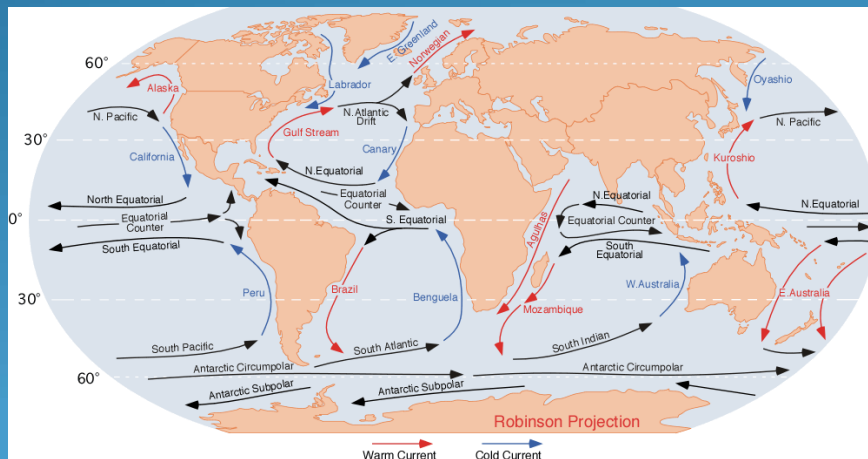 60°
30°
0°
30°
60°
Alaska
N. Pacific
California
North Equatorial
Equatorial
Counter
South Equatorial
Peru
South Pacific
Labrador
E. Greenland
Norwegian
N. Atlantic
Drift
Gulf Stream
Canary
N.Equatorial
Equatorial
Counter
S. Equatorial
Brazil
Benguela
South Atlantic
Antarctic Circumpolar
Antarctic Subpolar
Antarctic Subpolar
Agulhas
Mozambique
N.Equatorial
Equatorial Counter
South
Equatorial
W.Australia
South Indian
Antarctic Circumpolar
Oyashio
N. Pacific
Kuroshio
N.Equatorial
E.Australia
Robinson Projection
Warm Current
Cold Current